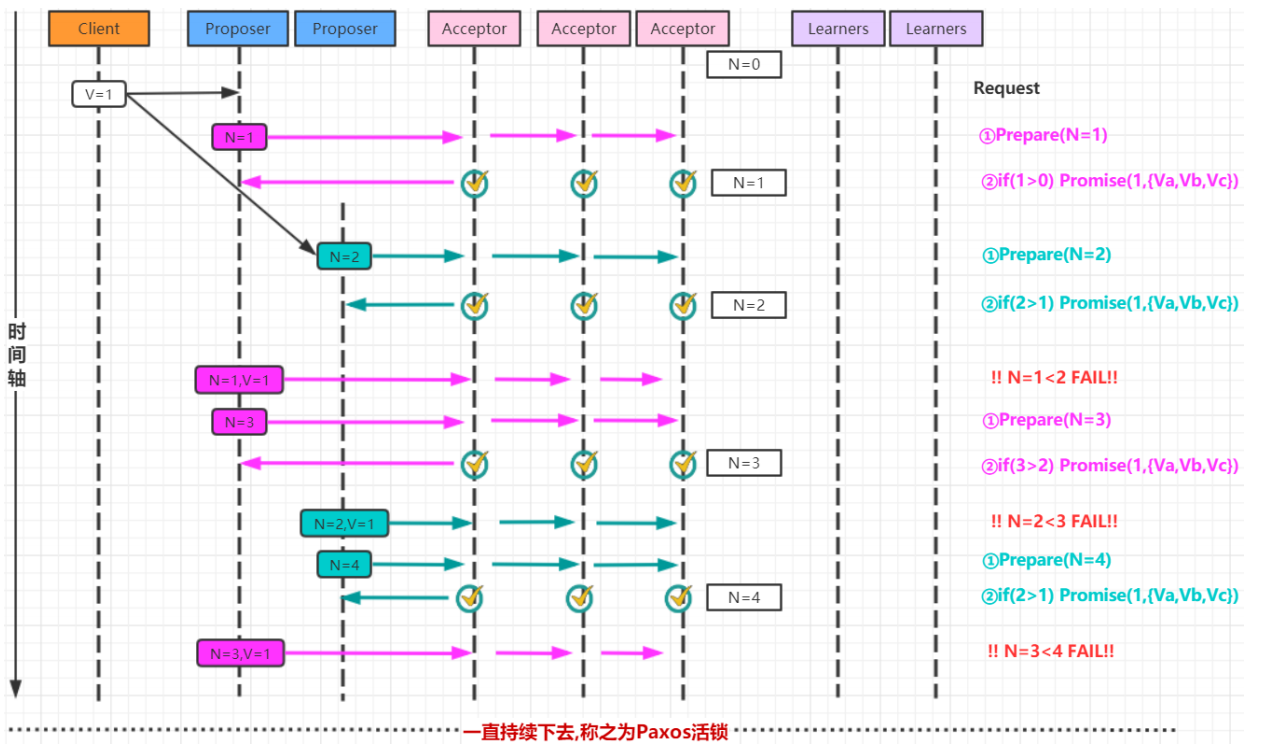 Client
Proposer
Proposer
Acceptor
Acceptor
Acceptor
Learners
Learners
N=0
V=1
Request
N=1
①Prepare(N=1)
N=1
②if(1>0) Promise(1,{Va,Vb,Vc})
N=2
①Prepare(N=2)
N=2
②if(2>1) Promise(1,{Va,Vb,Vc})
时间轴
N=1,V=1
!! N=1<2 FAIL!!
N=3
①Prepare(N=3)
N=3
②if(3>2) Promise(1,{Va,Vb,Vc})
N=2,V=1
!! N=2<3 FAIL!!
N=4
①Prepare(N=4)
N=4
②if(2>1) Promise(1,{Va,Vb,Vc})
N=3,V=1
!! N=3<4 FAIL!!
一直持续下去,称之为Paxos活锁